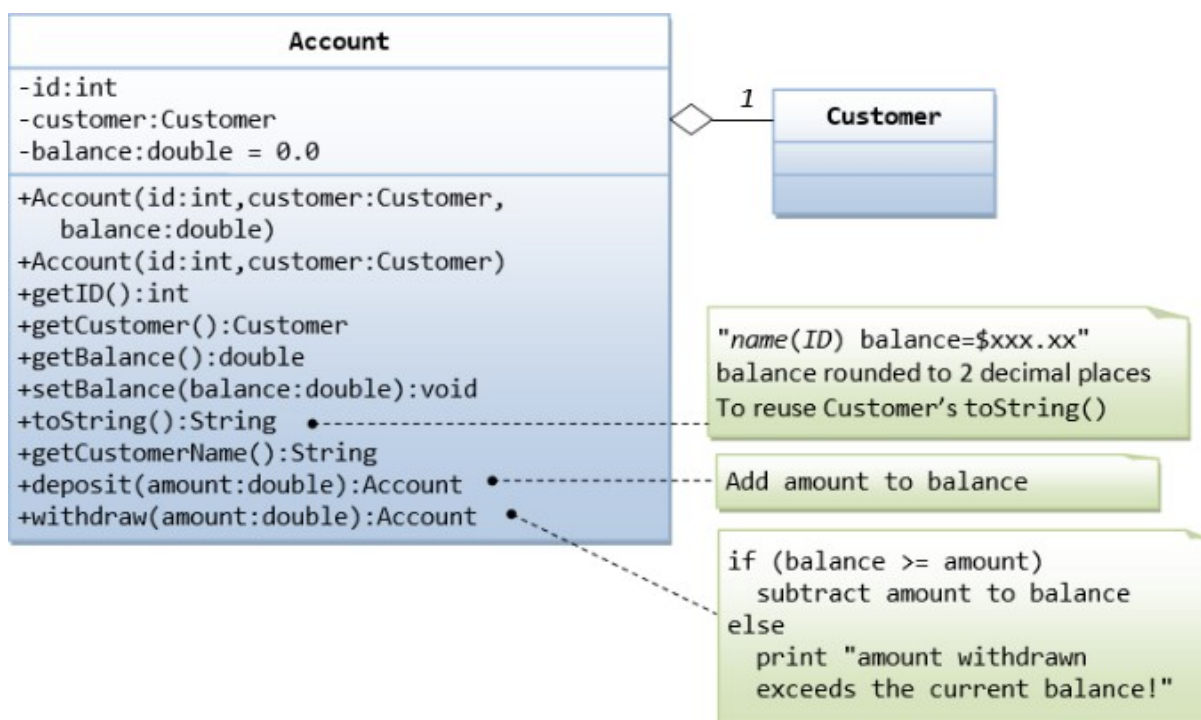 Account
-id:int
-customer:Customer
-balance:double = 0.0
+Account(id:int,customer:Customer,
balance:double)
+Account(id:int,customer:Customer)
+getID():int
+getCustomer():Customer
+getBalance():double
+setBalance(balance:double):void
+toString():String
+getCustomerName():String
+deposit(amount:double):Account
+withdraw(amount:double):Account
1
Customer
"name(ID) balance=$xxx.xx"
balance rounded to 2 decimal places
To reuse Customer’s toString()
Add amount to balance
if (balance >= amount)
subtract amount to balance
else
print "amount withdrawn
exceeds the current balance!"